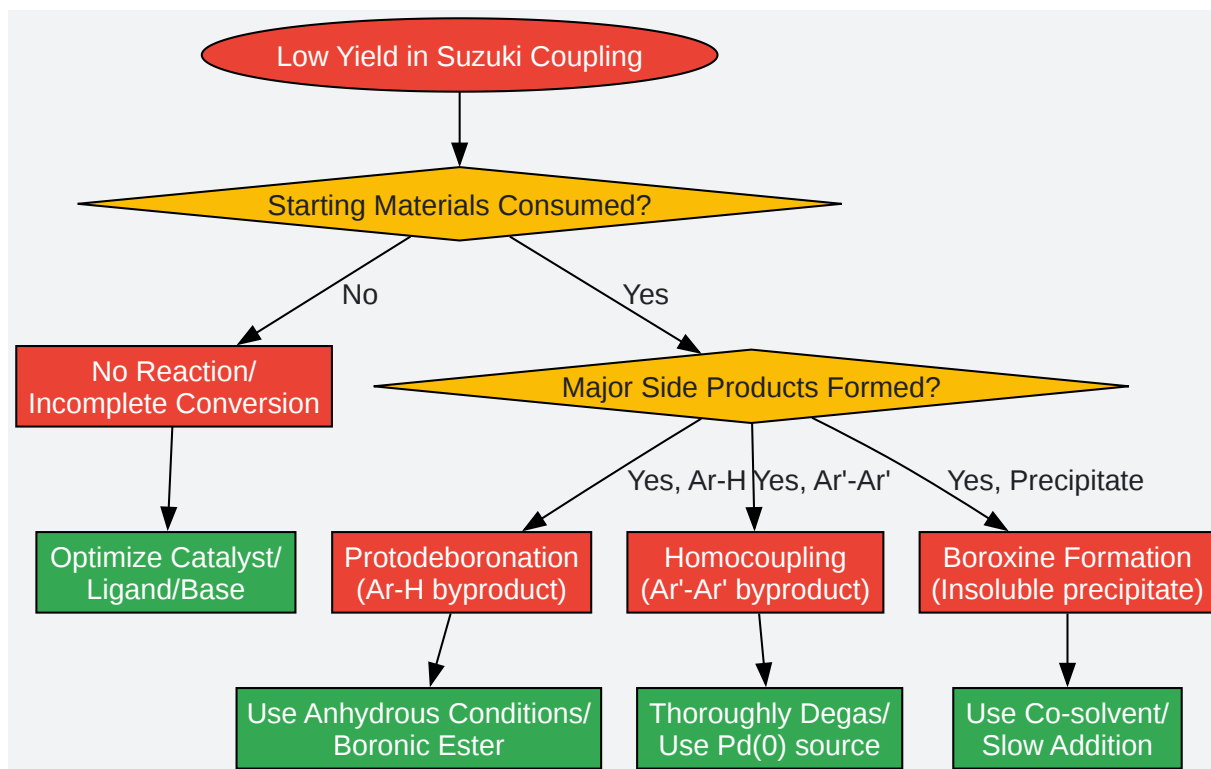 Low Yield in Suzuki Coupling
Starting Materials Consumed?
No
Yes
No Reaction/
Incomplete Conversion
Major Side Products Formed?
Yes, Ar-H
Yes, Ar'-Ar'
Yes, Precipitate
Optimize Catalyst/
Ligand/Base
Protodeboronation
(Ar-H byproduct)
Homocoupling
(Ar'-Ar' byproduct)
Boroxine Formation
(Insoluble precipitate)
Use Anhydrous Conditions/
Boronic Ester
Thoroughly Degas/
Use Pd(0) source
Use Co-solvent/
Slow Addition